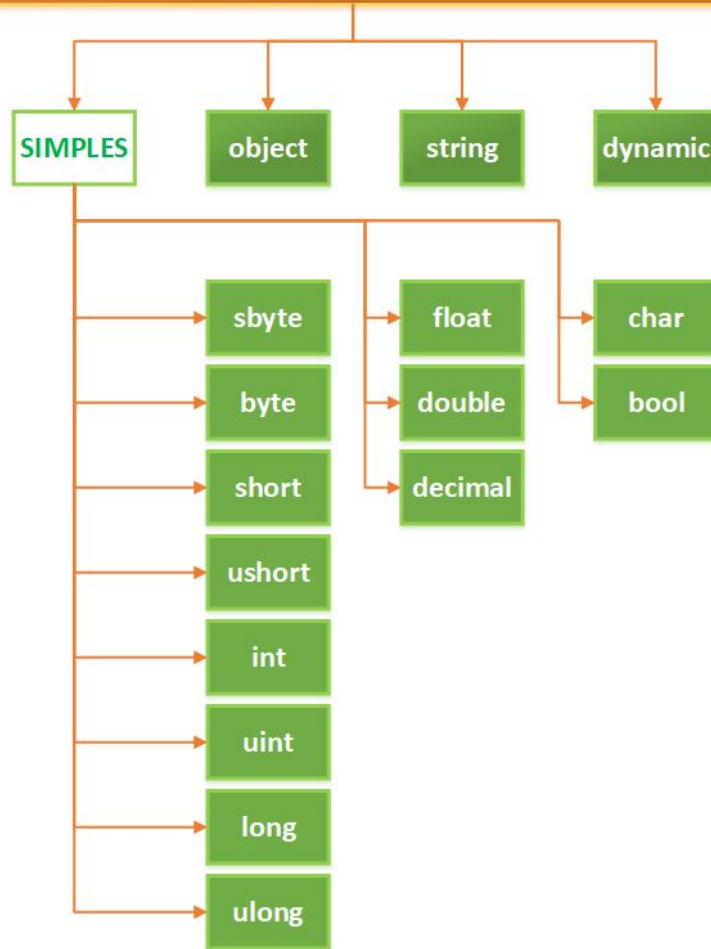 SIMPLES
object
string
dynamic
sbyte
float
char
byte
double
bool
short
decimal
ushort
int
uint
long
ulong